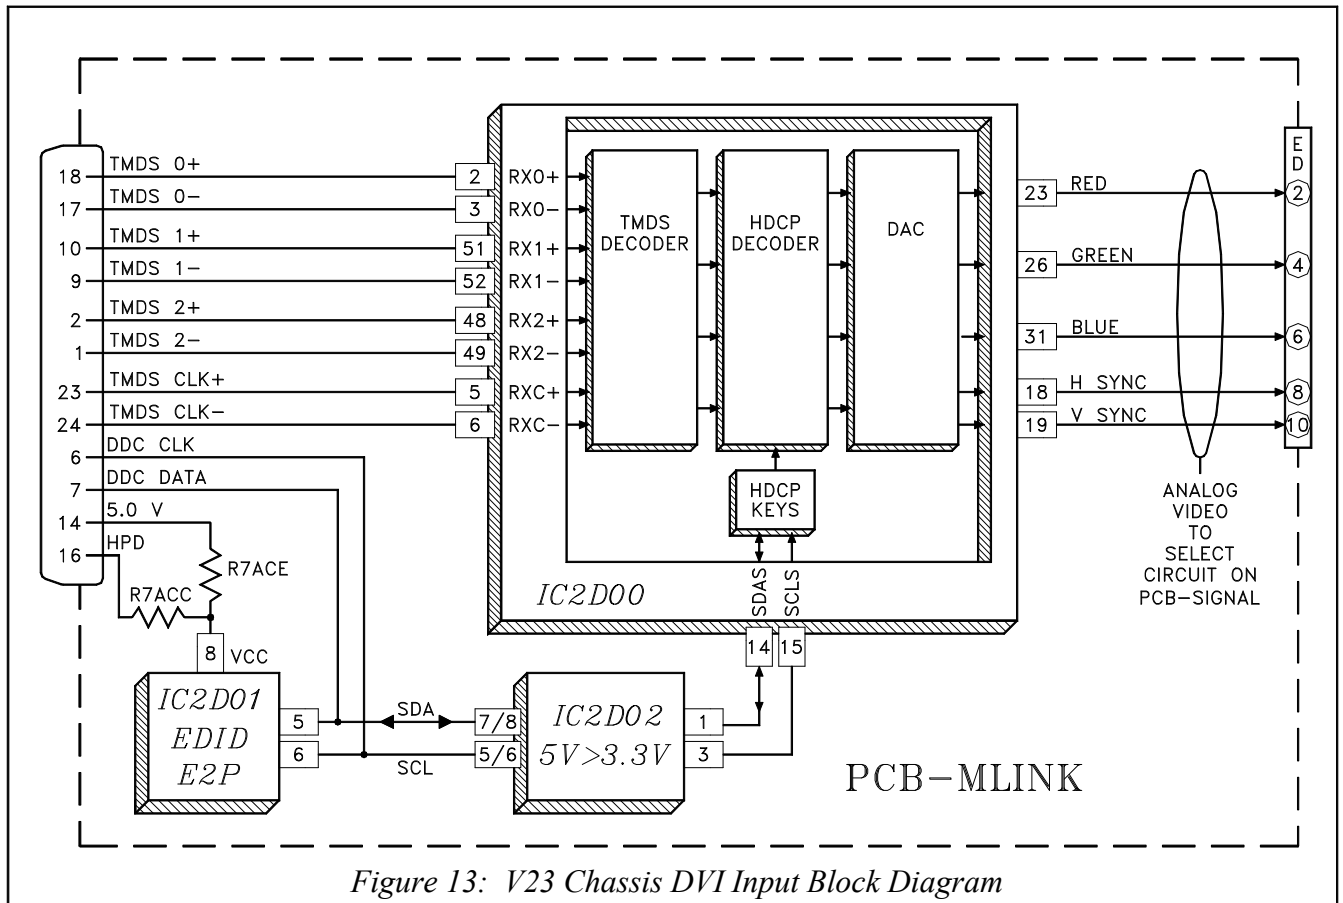 E
D
18 TMDS 0+ 2 RX0+
17 TMDS 0- 3 RX0-
10 TMDS 1+ 51 RX1+
9 TMDS 1- 52 RX1-
2 TMDS 2+ 48 RX2+
1 TMDS 2- 49 RX2-
23 TMDS CLK+ 5 RXC+
24 TMDS CLK- 6 RXC-
6 DDC CLK
7 DDC DATA
14 5.0 V
16 HPD
TMDS
DECODER
HDCP
DECODER
DAC
HDCP
KEYS
23 RED 2
26 GREEN 4
31 BLUE 6
18 H SYNC 8
19 V SYNC 10
ANALOG
VIDEO
TO
SELECT
CIRCUIT ON
PCB-SIGNAL
R7ACE
R7ACC
IC2D00
SDAS
SCLS
14 15
8 VCC
IC2D01
EDID
E2P
5 SDA 7/8
6 SCL 5/6
IC2D02
5V>3.3V
1
3
PCB-MLINK
Figure 13: V23 Chassis DVI Input Block Diagram